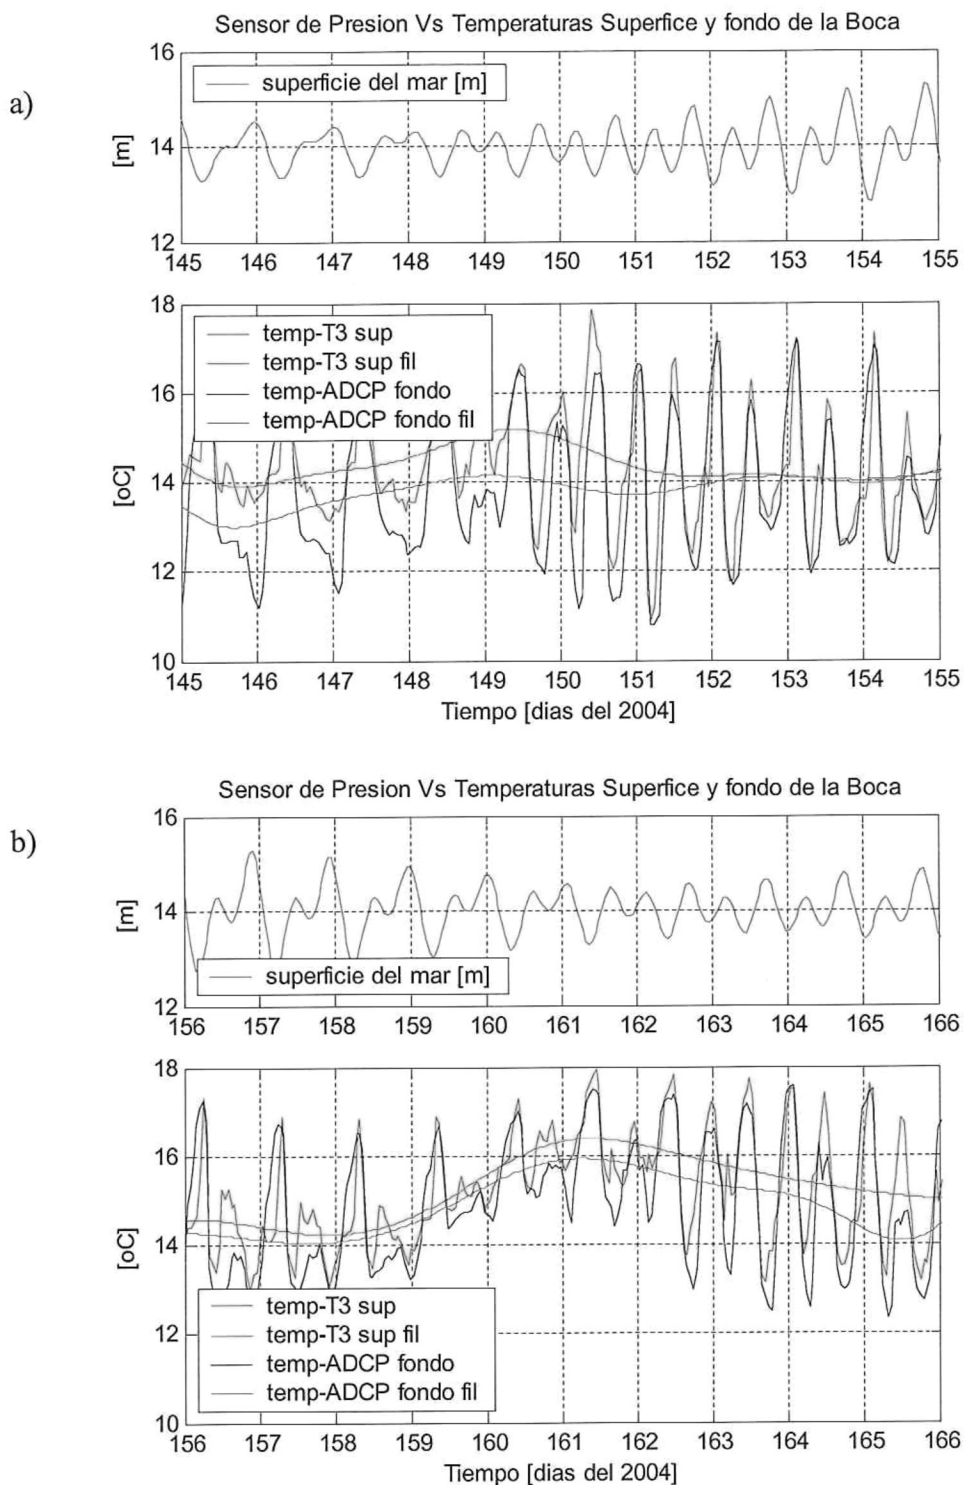 a)
Sensor de Presion Vs Temperaturas Superfice y fondo de la Boca
16
14
12
[m]
superficie del mar [m]
145 146 147 148 149 150 151 152 153 154 155
18
16
14
12
10
[oC]
temp-T3 sup
temp-T3 sup fil
temp-ADCP fondo
temp-ADCP fondo fil
145 146 147 148 149 150 151 152 153 154 155
Tiempo [dias del 2004]
b)
Sensor de Presion Vs Temperaturas Superfice y fondo de la Boca
16
14
12
[m]
superficie del mar [m]
156 157 158 159 160 161 162 163 164 165 166
18
16
14
12
10
[oC]
temp-T3 sup
temp-T3 sup fil
temp-ADCP fondo
temp-ADCP fondo fil
156 157 158 159 160 161 162 163 164 165 166
Tiempo [dias del 2004]